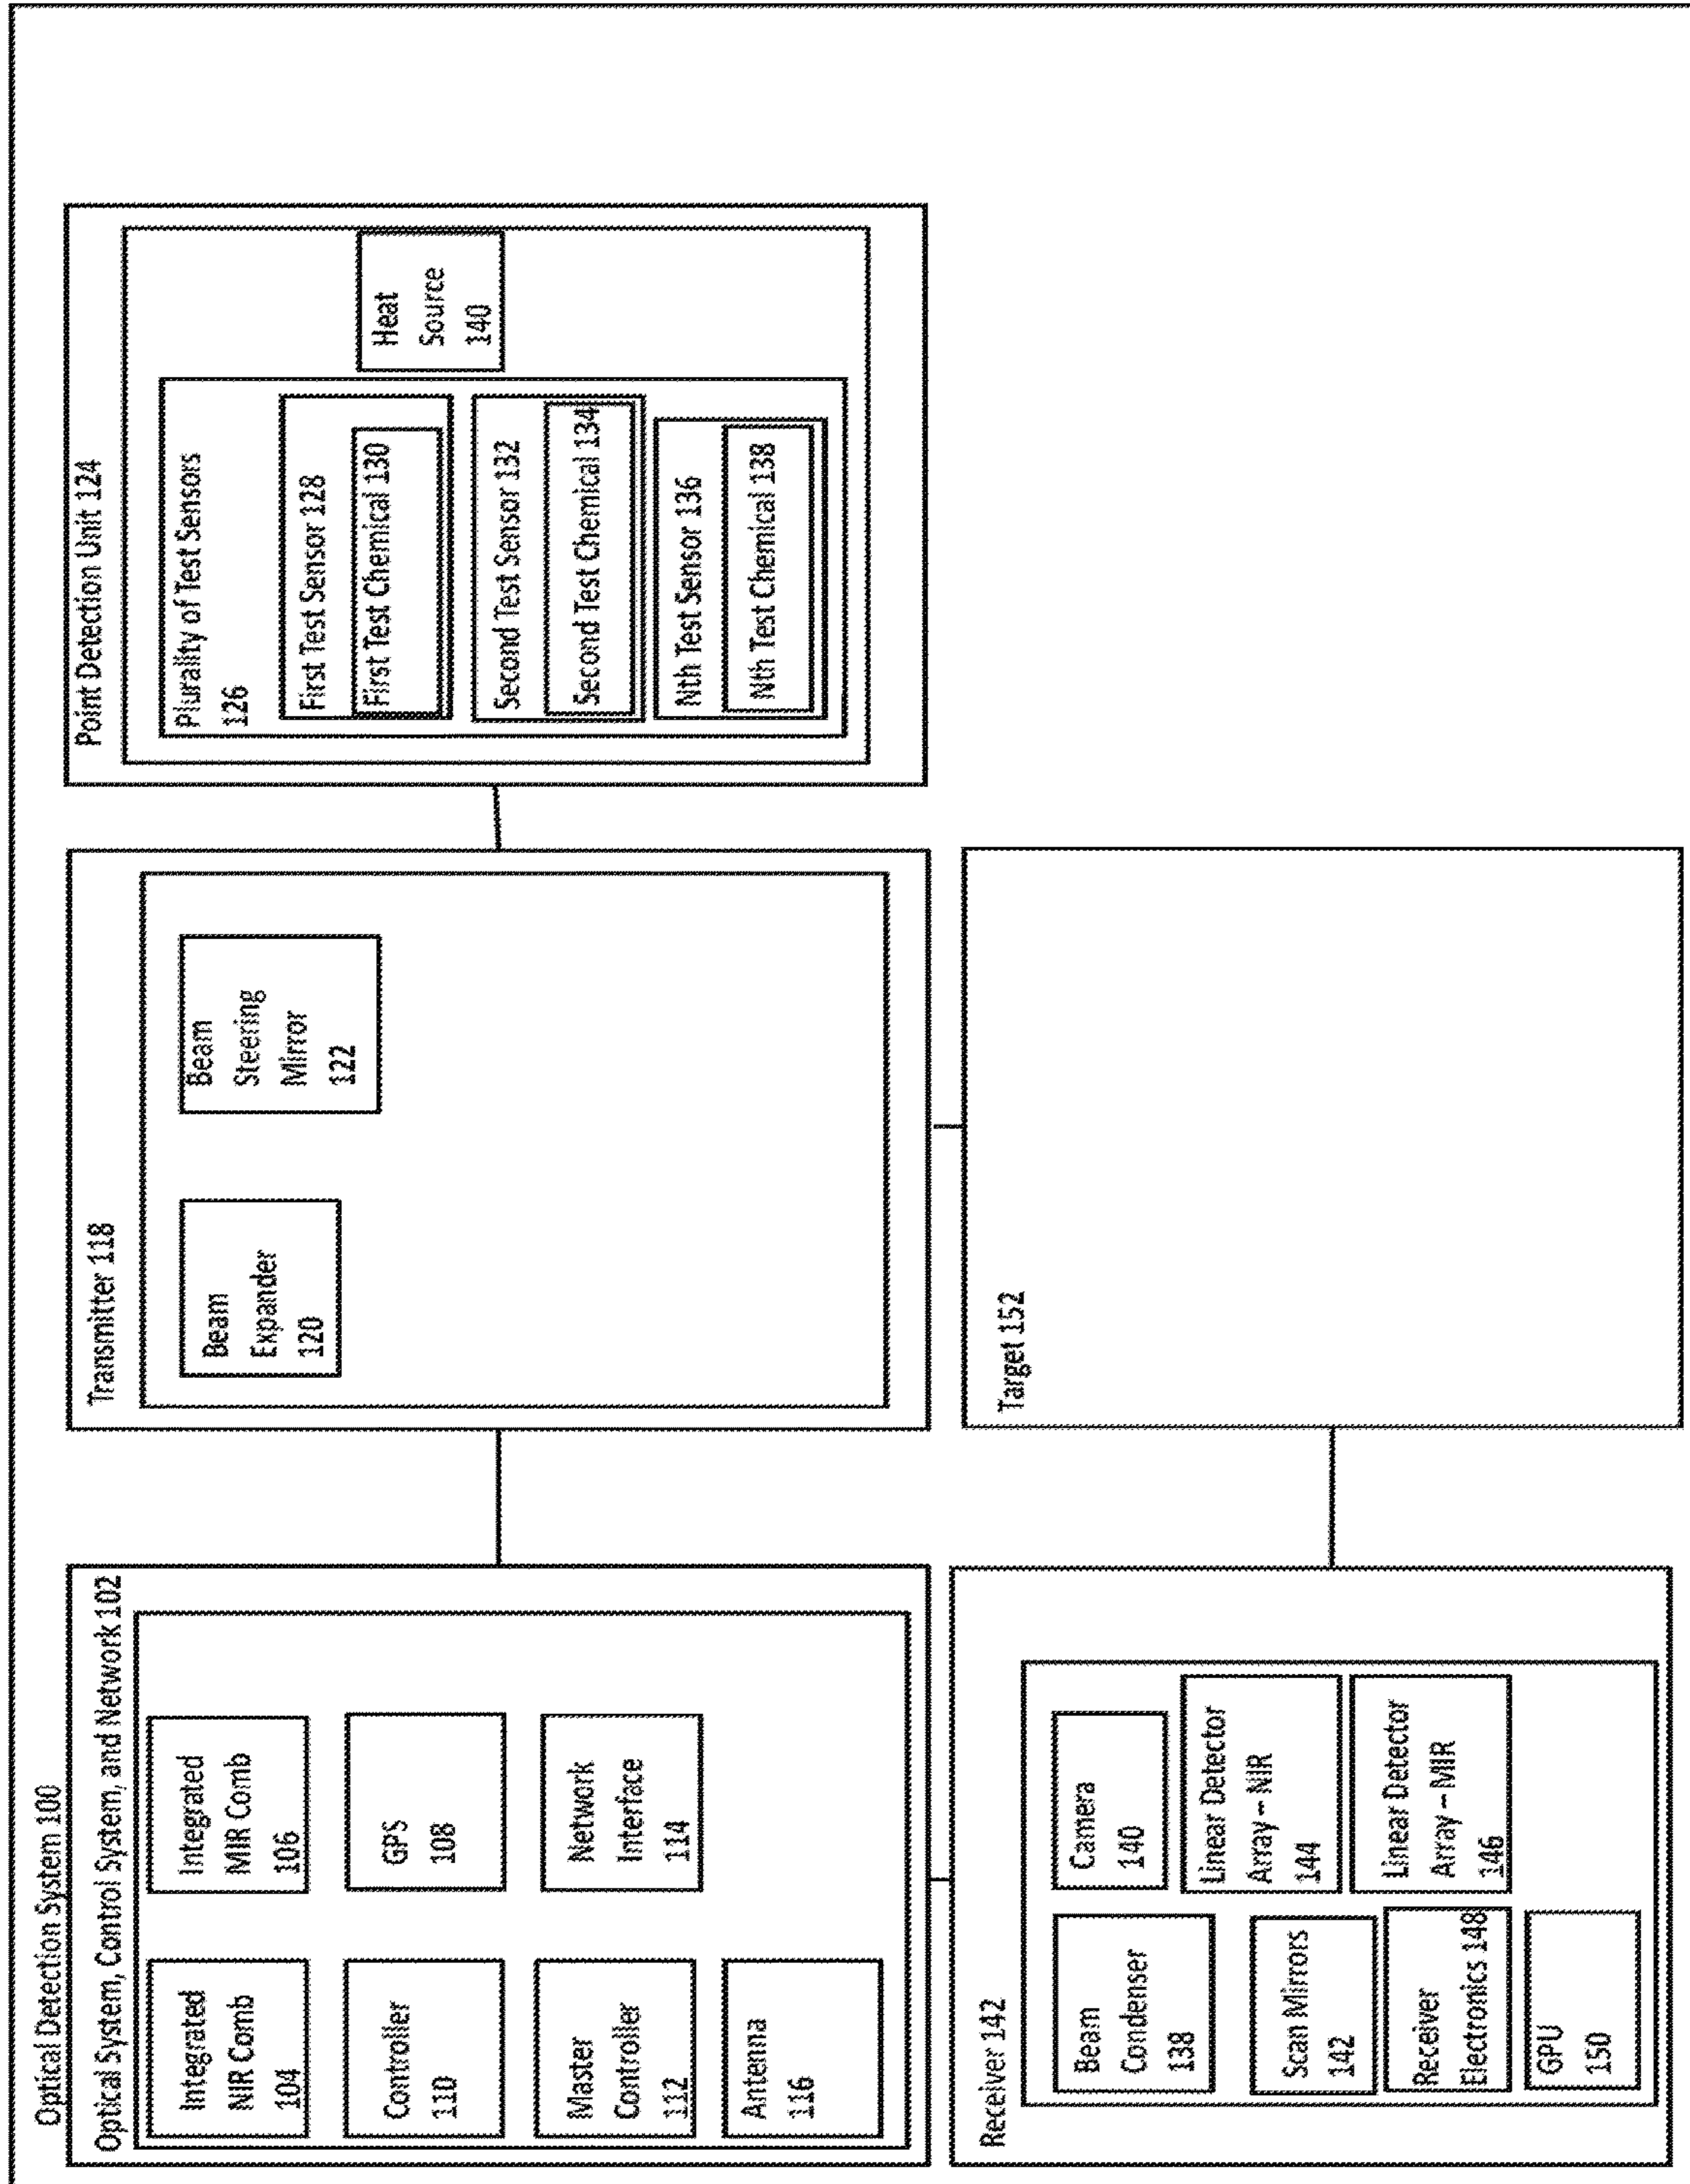 Optical Detection System 100
Optical System, Control System, and Network 102
Integrated
NIR Comb
104
Integrated
MIR Comb
106
Controller
110
GPS
108
Master
Controller
112
Network
Interface
114
Antenna
116
Transmitter 118
Beam
Expander
120
Beam
Steering
Mirror
122
Point Detection Unit 124
Plurality of Test Sensors
126
First Test Sensor 128
First Test Chemical 130
Second Test Sensor 132
Second Test Chemical 134
Nth Test Sensor 136
Nth Test Chemical 138
Heat
Source
140
Receiver 142
Beam
Condenser
138
Camera
140
Scan Mirrors
142
Linear Detector
Array – NIR
144
Receiver
Electronics 148
Linear Detector
Array – MIR
146
GPU
150
Target 152